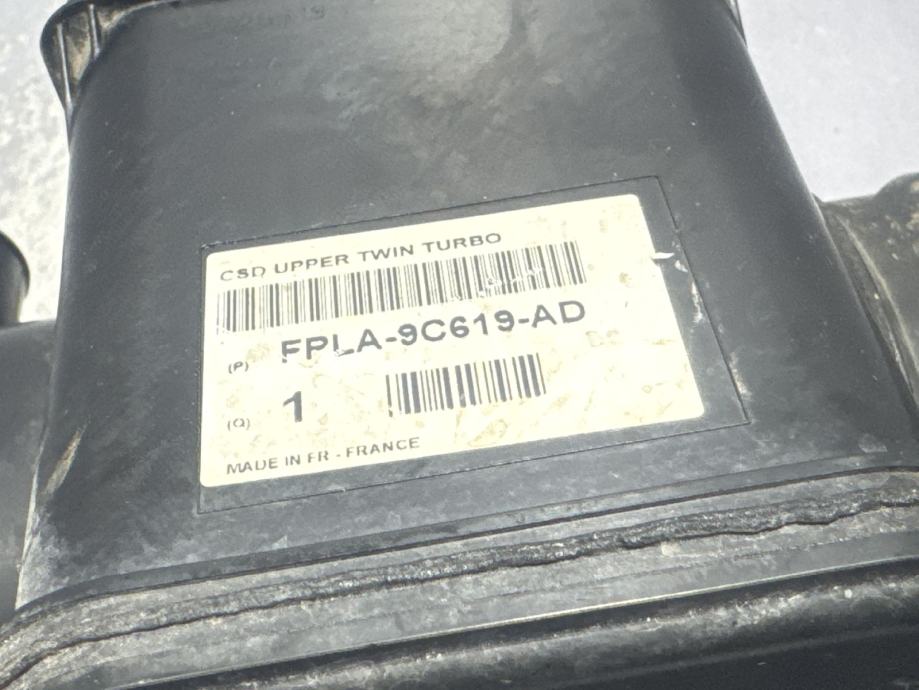 CSD UPPER TWIN TURBO
(P) FPLA-9C619-AD
(Q) 1
MADE IN FR - FRANCE